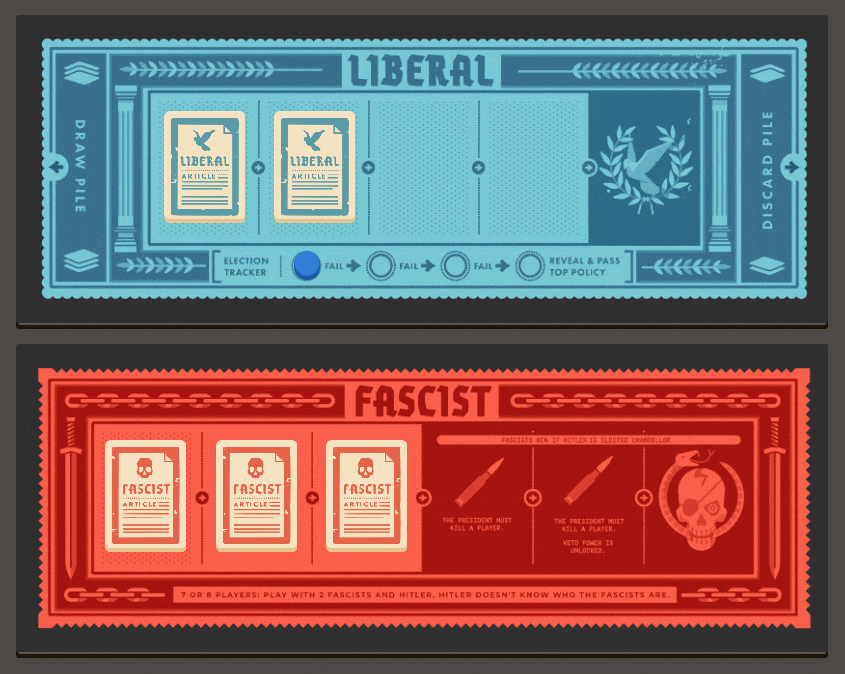 LIBERAL
DRAW PILE
LIBERAL
ARTICLE
LIBERAL
ARTICLE
DISCARD PILE
ELECTION
TRACKER
FAIL
FAIL
FAIL
REVEAL & PASS
TOP POLICY
FASCIST
FASCISTS WIN IF HITLER IS ELECTED CHANCELLOR
FASCIST
ARTICLE
FASCIST
ARTICLE
FASCIST
ARTICLE
THE PRESIDENT MUST
KILL A PLAYER.
THE PRESIDENT MUST
KILL A PLAYER.
VETO POWER IS
UNLOCKED.
7 OR 8 PLAYERS: PLAY WITH 2 FASCISTS AND HITLER. HITLER DOESN'T KNOW WHO THE FASCISTS ARE.